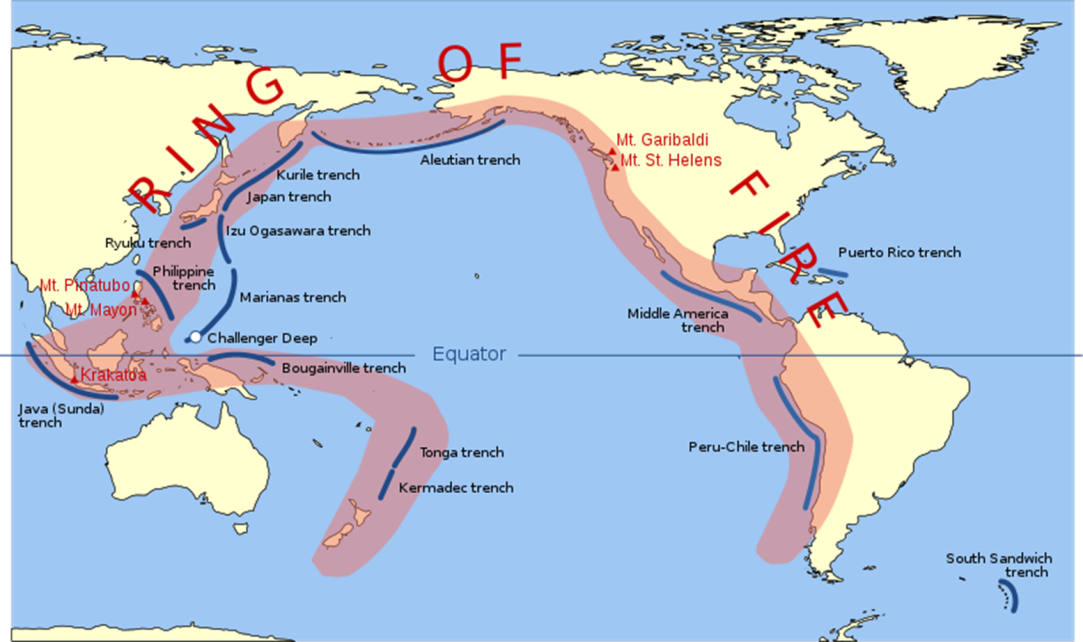 RING OF FIRE
Mt. Garibaldi
Mt. St. Helens
Aleutian trench
Kurile trench
Japan trench
Izu Ogasawara trench
Ryuku trench
Philippine
trench
Mt. Pinatubo
Mt. Mayon
Marianas trench
Challenger Deep
Puerto Rico trench
Middle America
trench
Equator
Bougainville trench
Krakatoa
Java (Sunda)
trench
Tonga trench
Kermadec trench
Peru-Chile trench
South Sandwich
trench